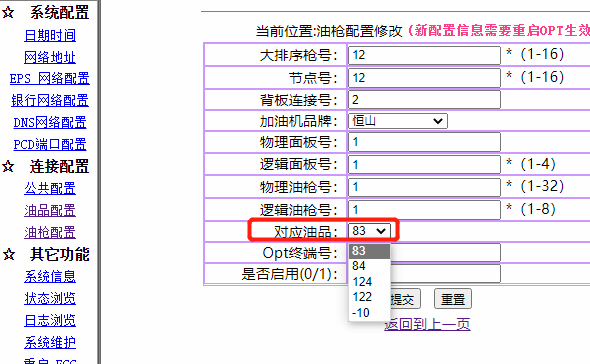 ☆ 系统配置
日期时间
网络地址
EPS 网络配置
银行网络配置
DNS网络配置
PCD端口配置
☆ 连接配置
公共配置
油品配置
油枪配置
☆ 其它功能
系统信息
状态浏览
日志浏览
系统维护
重启 FCC
当前位置:油枪配置修改 (新配置信息需要重启OPT生效
大排序枪号: 12 * (1-16)
节点号: 12 * (1-16)
背板连接号: 2
加油机品牌: 恒山
物理面板号: 1
逻辑面板号: 1 * (1-4)
物理油枪号: 1 * (1-32)
逻辑油枪号: 1 * (1-8)
对应油品: 83
83
84
124
122
-10
Opt终端号:
是否启用(0/1):
提交 重置
返回到上一页